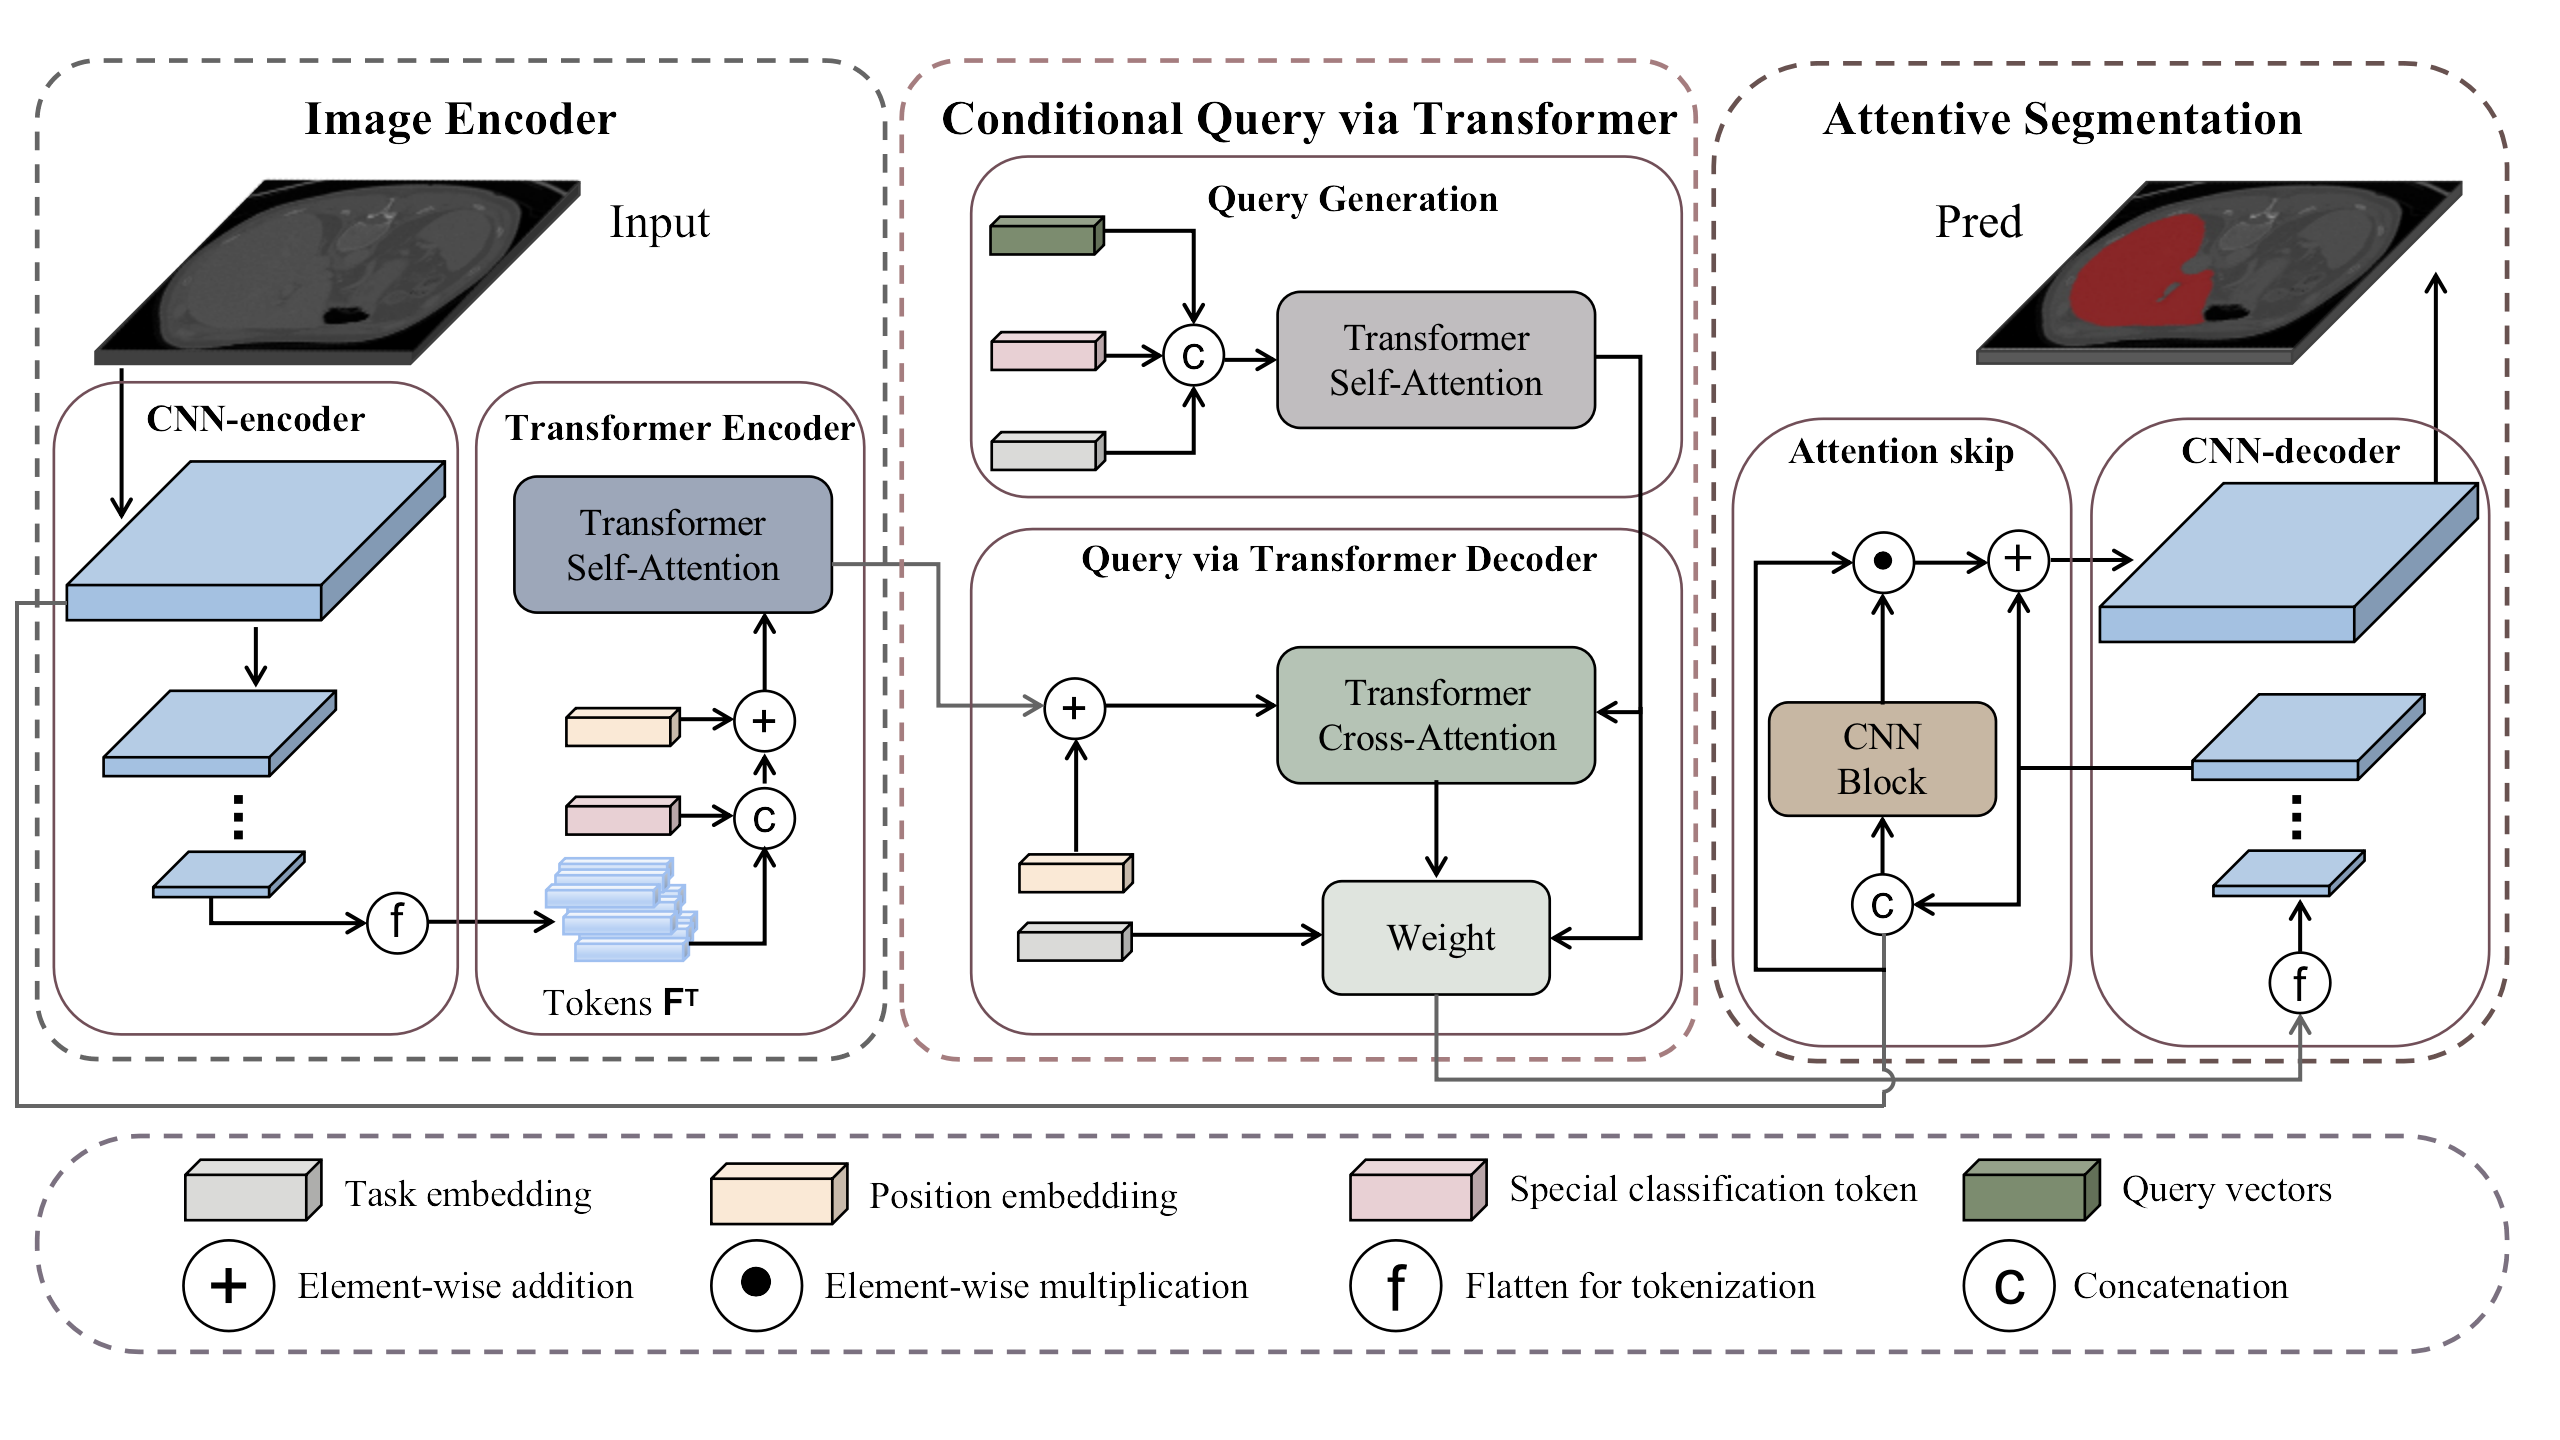 Image Encoder
Input
CNN-encoder
Transformer Encoder
Transformer
Self-Attention
+
c
f
Tokens Fᵀ
Conditional Query via Transformer
Query Generation
c
Transformer
Self-Attention
Query via Transformer Decoder
+
Transformer
Cross-Attention
Weight
Attentive Segmentation
Pred
Attention skip
+
CNN
Block
c
CNN-decoder
f
Task embedding
Position embeddiing
Special classification token
Query vectors
+ Element-wise addition
Element-wise multiplication
f Flatten for tokenization
c Concatenation